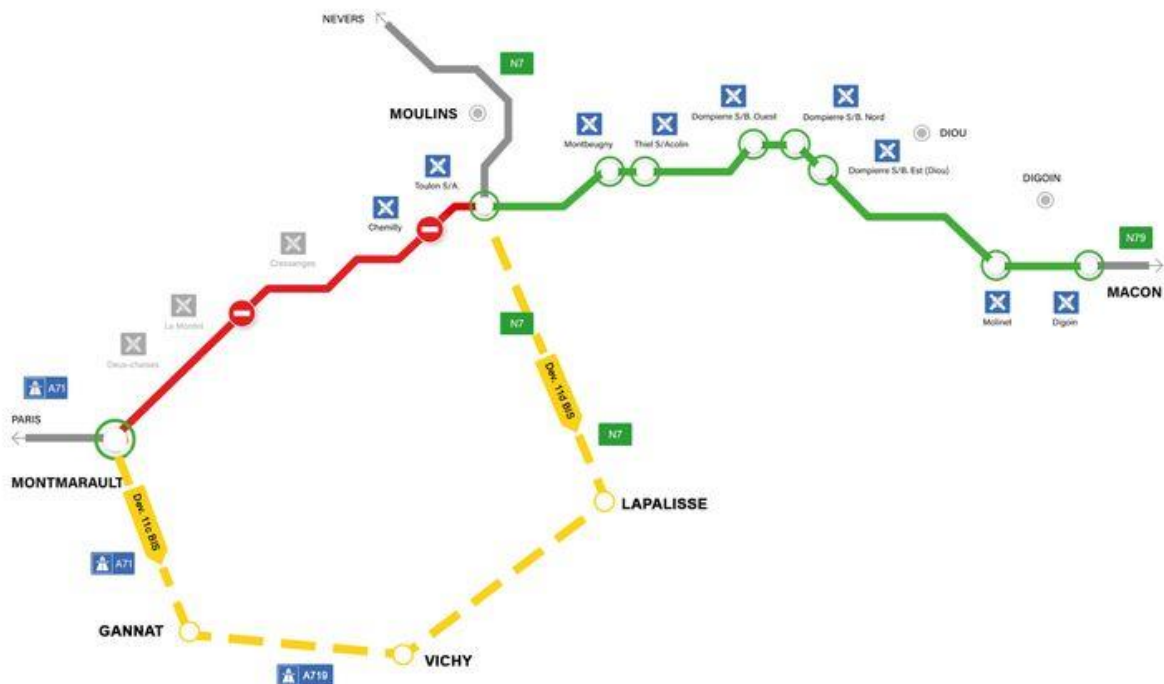 NEVERS
N7
MOULINS
Montbeugny
Thiel S/Acolin
Dompierre S/B. Ouest
Dompierre S/B. Nord
DIOU
Dompierre S/B. Est (Diou)
DIGOIN
Toulon S/A.
Chemilly
Cressanges
Le Montet
Deux-chaises
N79
MACON
Molinet
Digoin
N7
A71
PARIS
MONTMARAULT
Dev. 11d BIS
N7
LAPALISSE
Dev. 11c BIS
A71
GANNAT
VICHY
A719